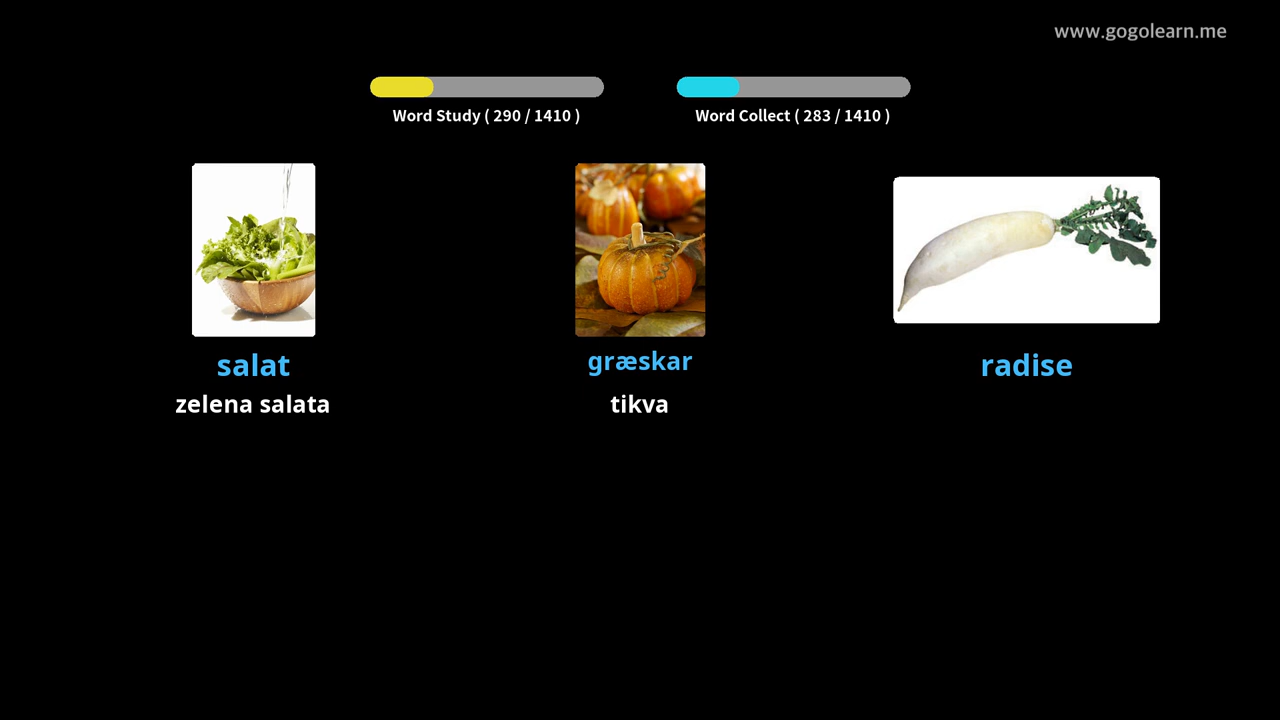 www.gogolearn.me
Word Study ( 290 / 1410 )
Word Collect ( 283 / 1410 )
salat
græskar
radise
zelena salata
tikva